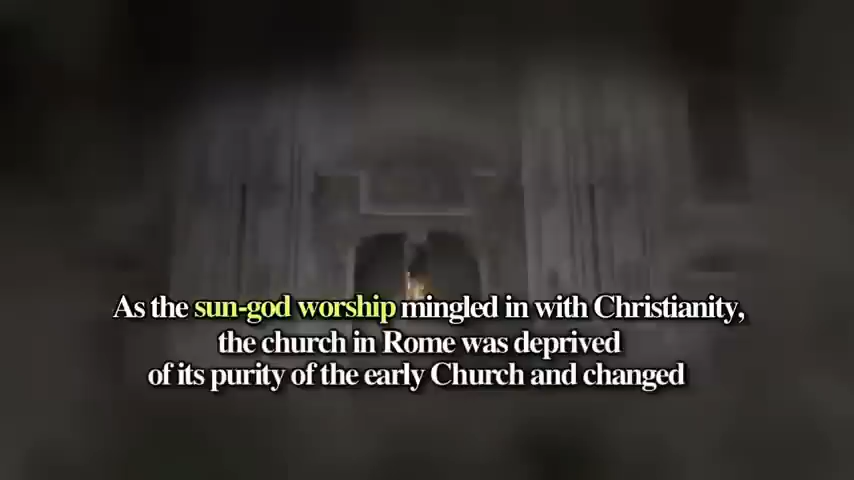 As the sun-god worship mingled in with Christianity,
the church in Rome was deprived
of its purity of the early Church and changed